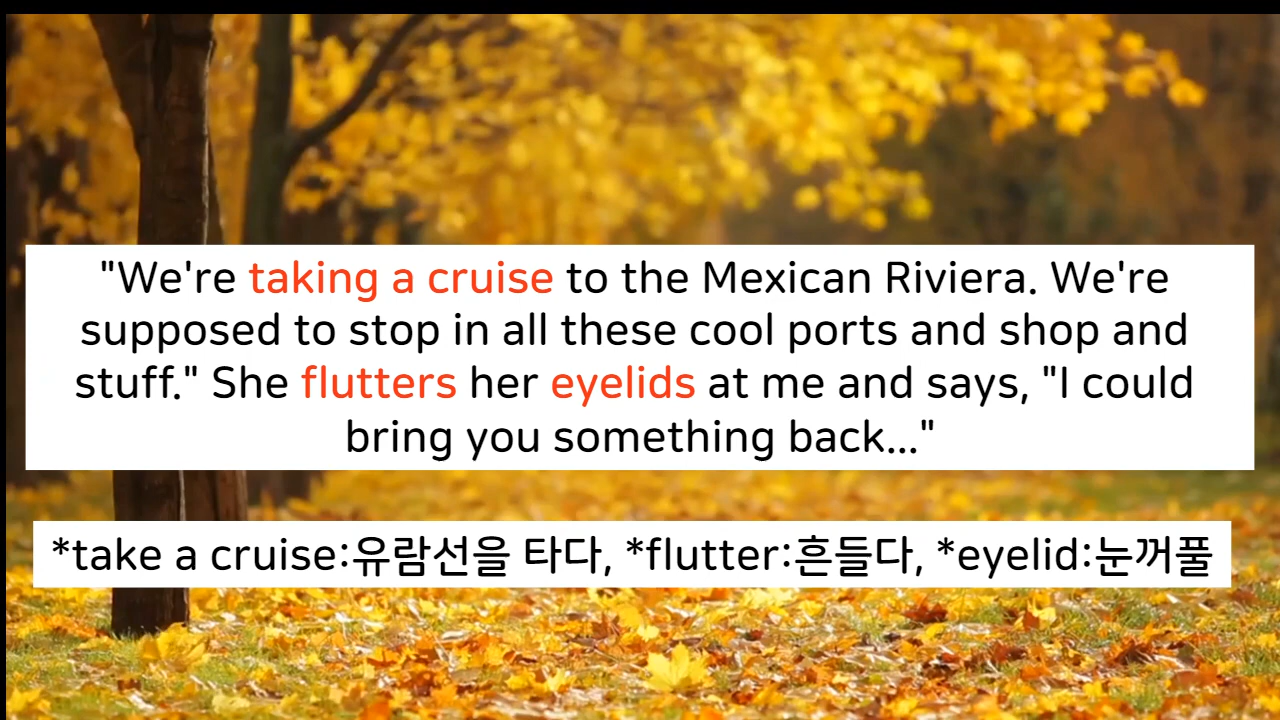 "We're taking a cruise to the Mexican Riviera. We're
supposed to stop in all these cool ports and shop and
stuff." She flutters her eyelids at me and says, "I could
bring you something back..."
*take a cruise:유람선을 타다, *flutter:흔들다, *eyelid:눈꺼풀